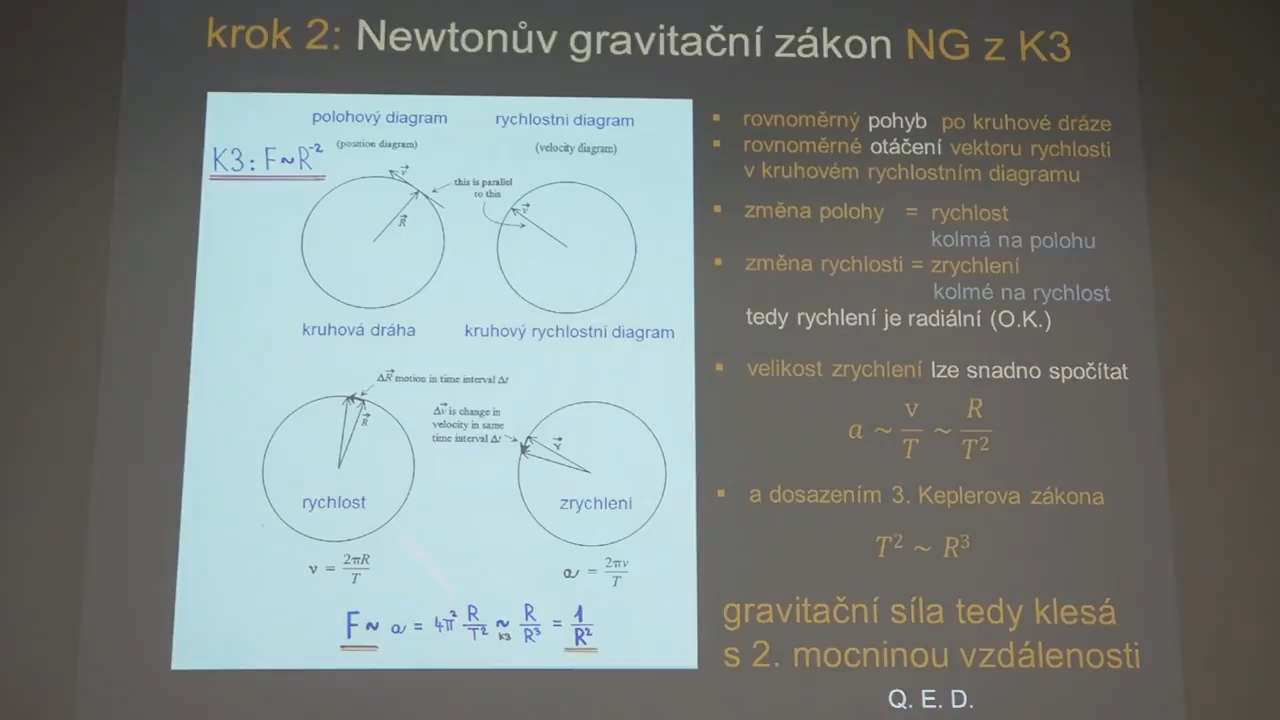 krok 2: Newtonův gravitační zákon NG z K3
polohový diagram
(position diagram)
rychlostní diagram
(velocity diagram)
K3: F~R⁻²
v⃗
R⃗
this is parallel
to this
v⃗
kruhová dráha
kruhový rychlostní diagram
ΔR⃗ motion in time interval Δt
R⃗
Δv⃗ is change in
velocity in same
time interval Δt
v⃗
rychlost
zrychlení
v = 2πR/T
a = 2πv/T
F ~ a = 4π² R/T² ~ K3 R/R³ = 1/R²
▪ rovnoměrný pohyb po kruhové dráze
▪ rovnoměrné otáčení vektoru rychlosti
v kruhovém rychlostním diagramu
▪ změna polohy = rychlost
kolmá na polohu
▪ změna rychlosti = zrychlení
kolmé na rychlost
tedy rychlení je radiální (O.K.)
▪ velikost zrychlení lze snadno spočítat
a ~ v/T ~ R/T²
▪ a dosazením 3. Keplerova zákona
T² ~ R³
gravitační síla tedy klesá
s 2. mocninou vzdálenosti
Q. E. D.